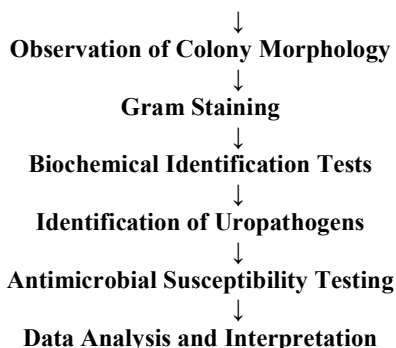 ↓
Observation of Colony Morphology
↓
Gram Staining
↓
Biochemical Identification Tests
↓
Identification of Uropathogens
↓
Antimicrobial Susceptibility Testing
↓
Data Analysis and Interpretation